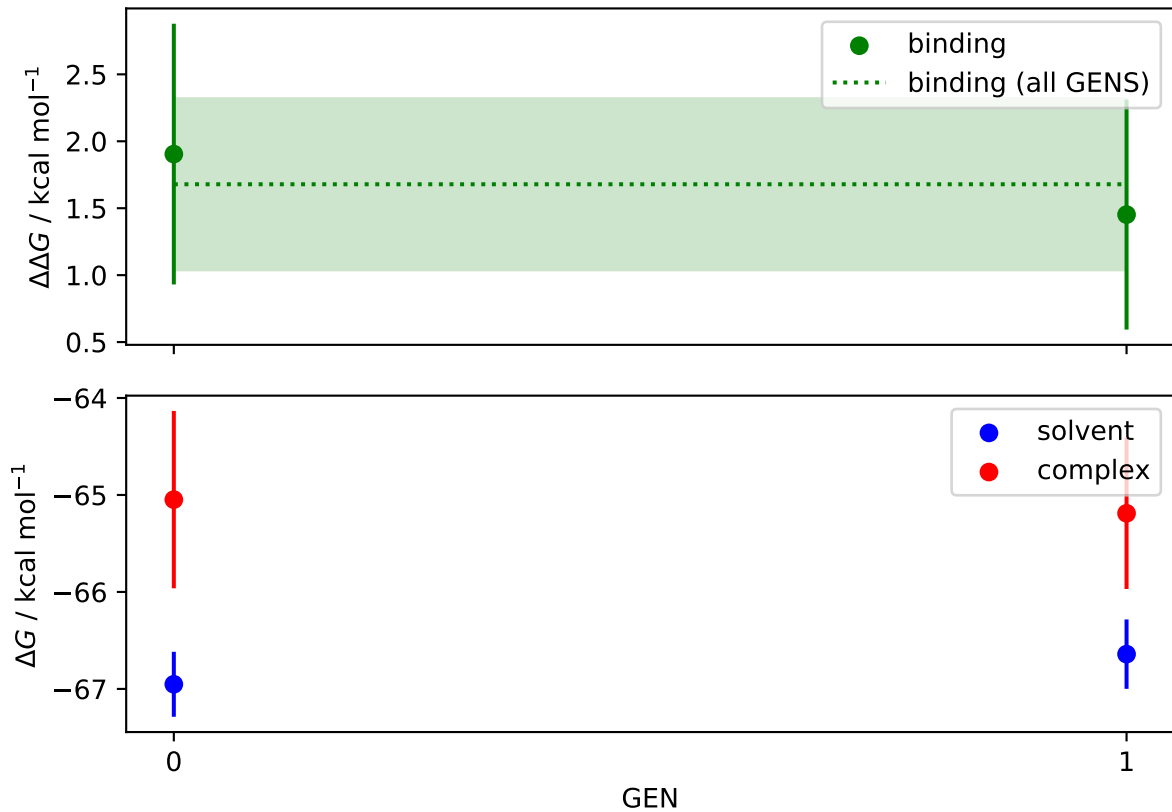 binding
binding (all GENS)
ΔΔG / kcal mol⁻¹
2.5
2.0
1.5
1.0
0.5
solvent
complex
ΔG / kcal mol⁻¹
−64
−65
−66
−67
0 1
GEN